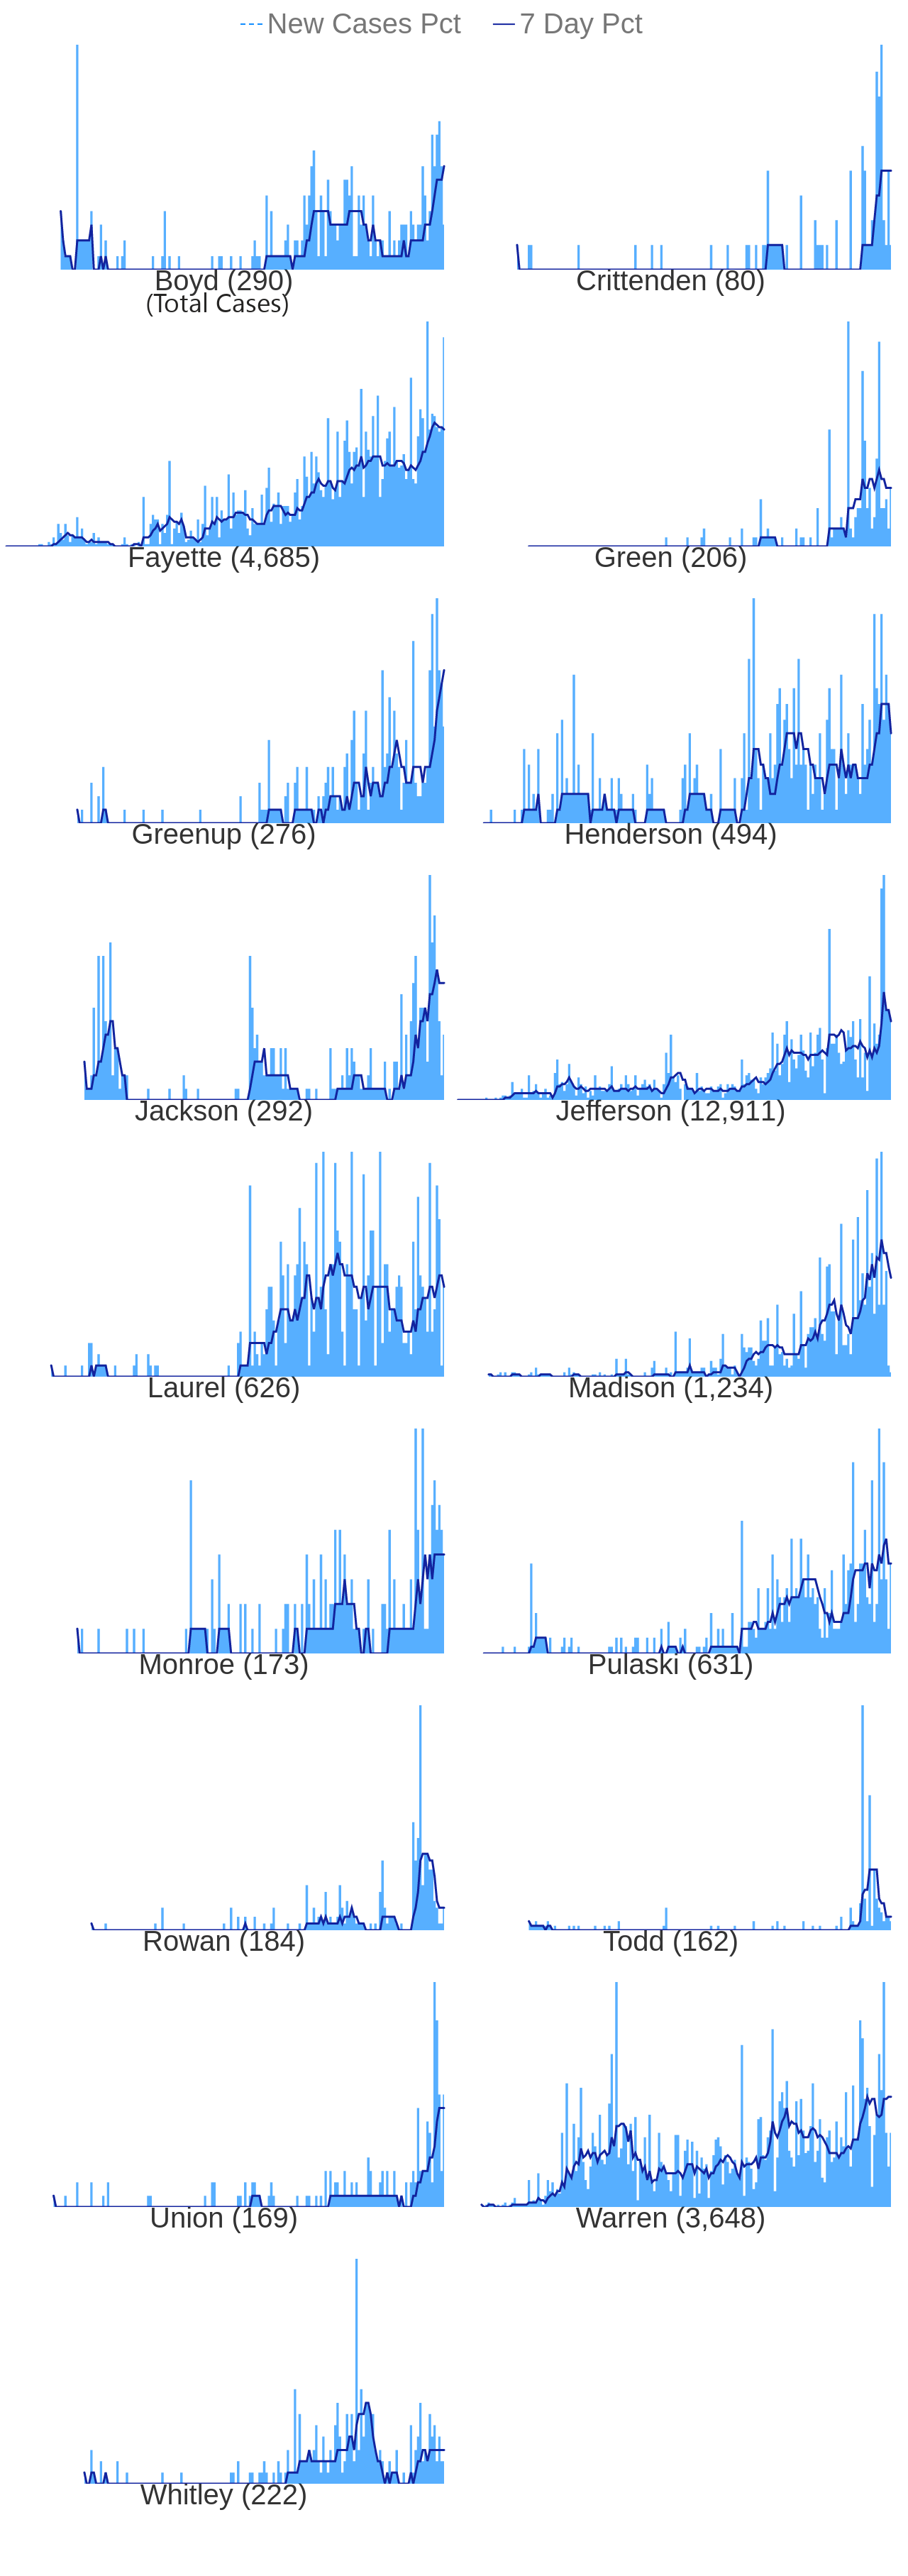 New Cases Pct 7 Day Pct
Boyd (290) Crittenden (80)
(Total Cases)
Fayette (4,685) Green (206)
Greenup (276) Henderson (494)
Jackson (292) Jefferson (12,911)
Laurel (626) Madison (1,234)
Monroe (173) Pulaski (631)
Rowan (184) Todd (162)
Union (169) Warren (3,648)
Whitley (222)